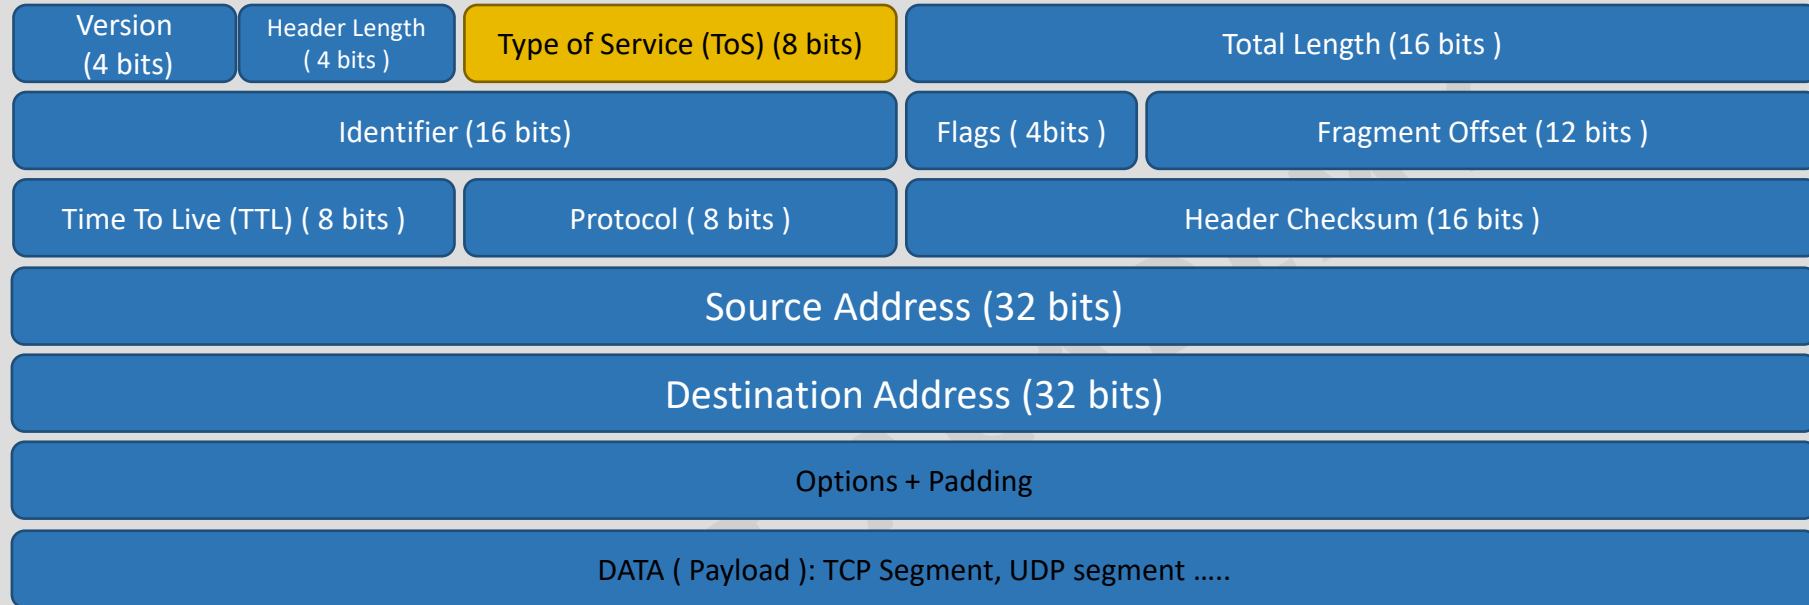 Version
(4 bits)
Header Length
( 4 bits )
Type of Service (ToS) (8 bits)
Total Length (16 bits )
Identifier (16 bits)
Flags ( 4bits )
Fragment Offset (12 bits )
Time To Live (TTL) ( 8 bits )
Protocol ( 8 bits )
Header Checksum (16 bits )
Source Address (32 bits)
Destination Address (32 bits)
Options + Padding
DATA ( Payload ): TCP Segment, UDP segment …..